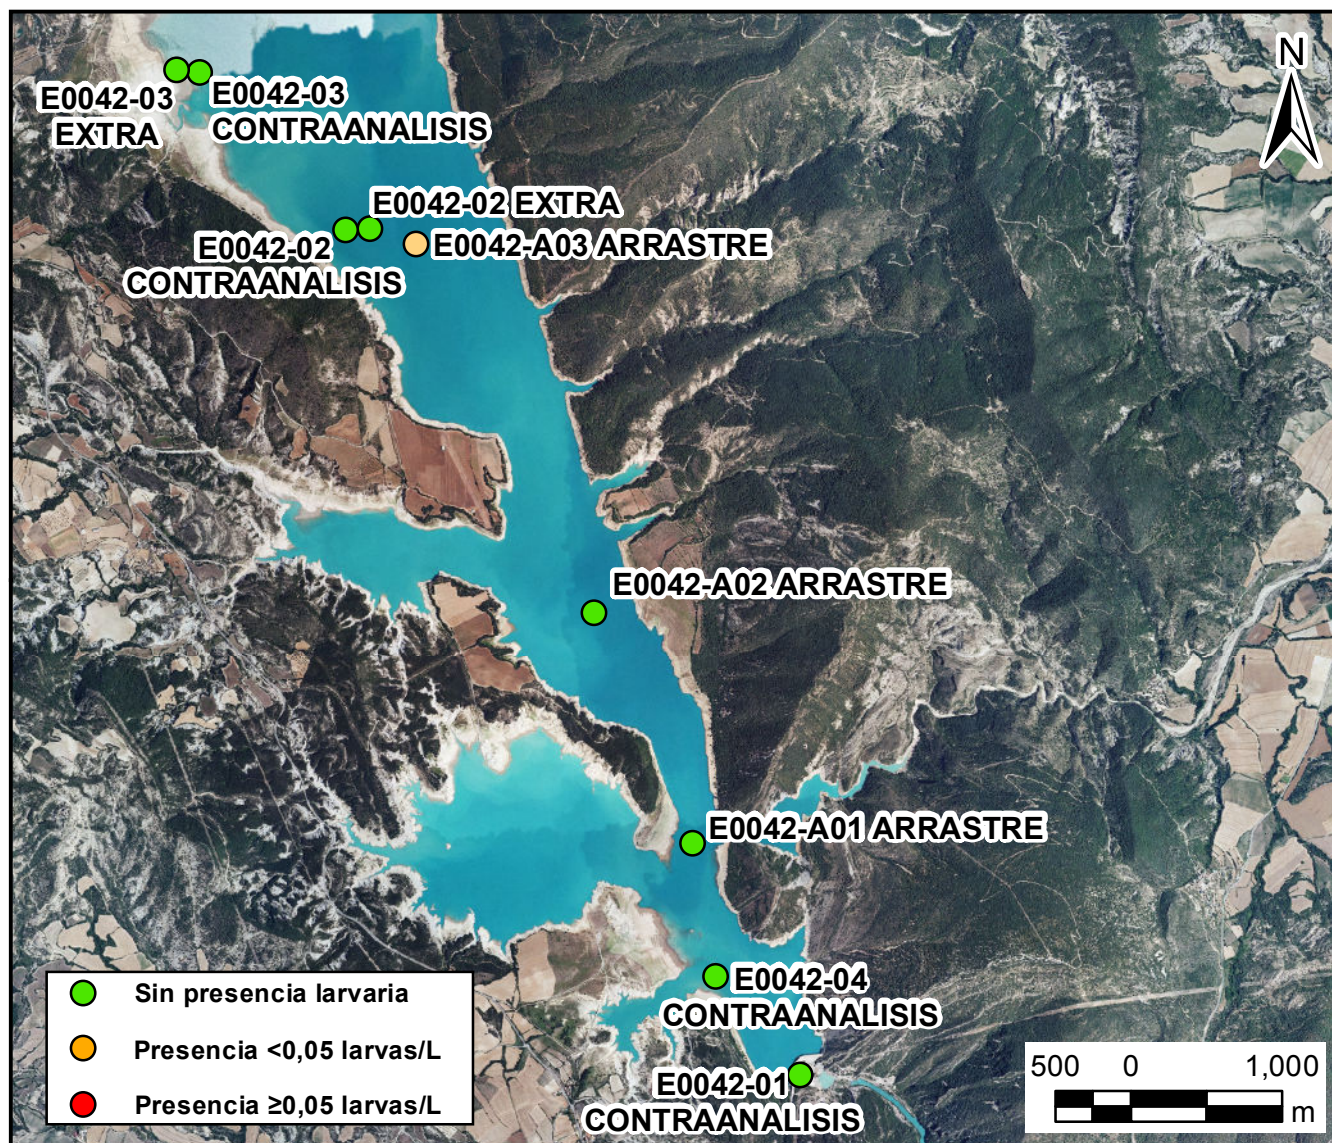 N
E0042-03
EXTRA
E0042-03
CONTRAANALISIS
E0042-02 EXTRA
E0042-02
CONTRAANALISIS
E0042-A03 ARRASTRE
E0042-A02 ARRASTRE
E0042-A01 ARRASTRE
E0042-04
CONTRAANALISIS
E0042-01
CONTRAANALISIS
Sin presencia larvaria
Presencia <0,05 larvas/L
Presencia ≥0,05 larvas/L
500 0 1,000
m